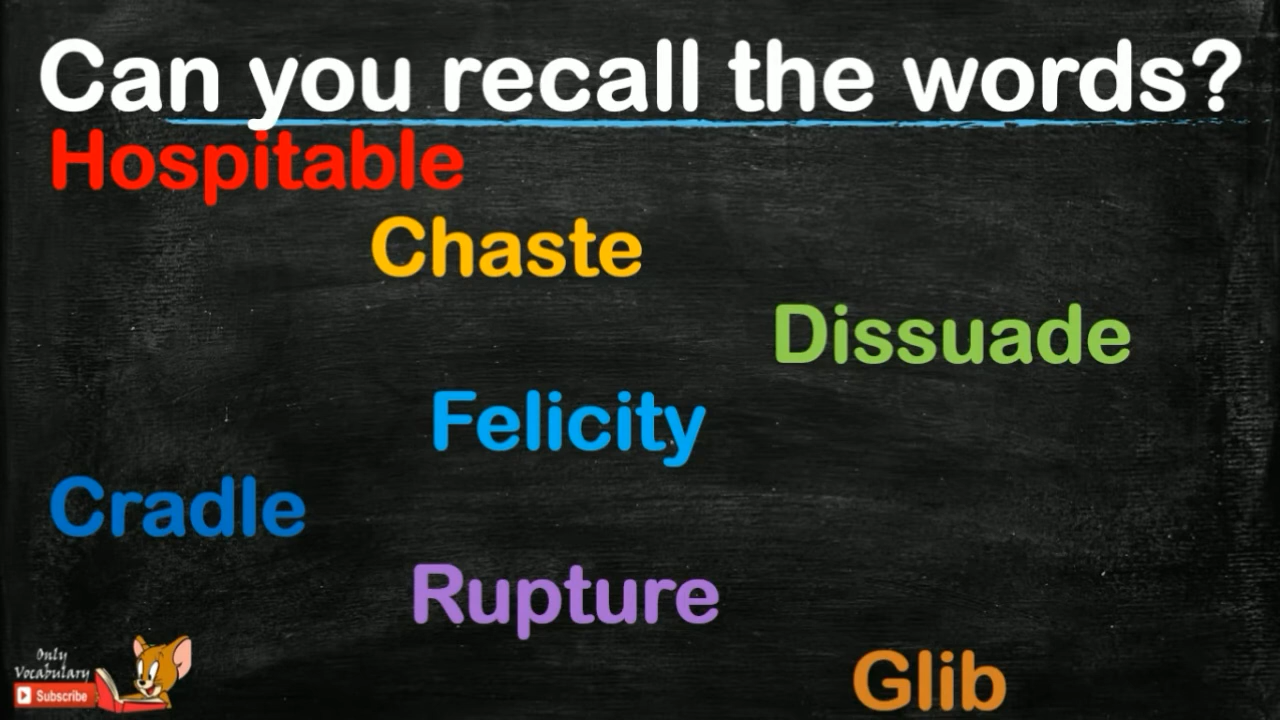 Can you recall the words?
Hospitable
Chaste
Dissuade
Felicity
Cradle
Rupture
Glib
Only
Vocabulary
Subscribe